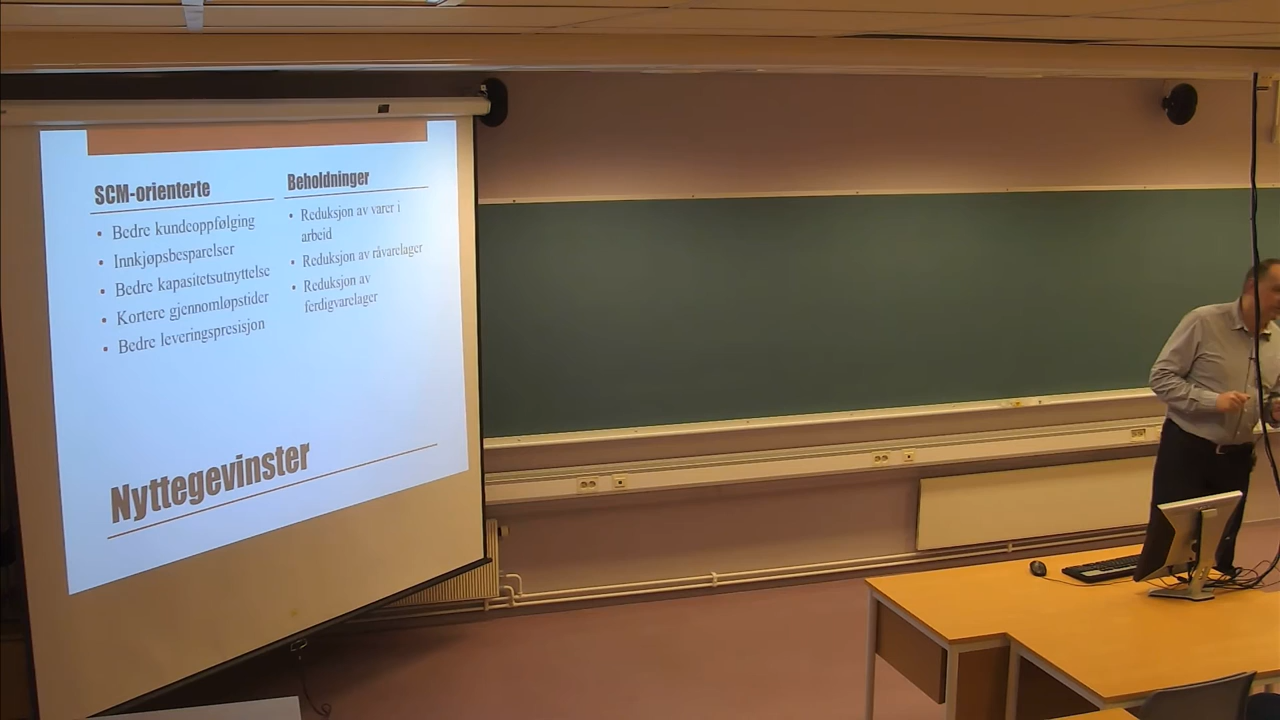 SCM-orienterte
• Bedre kundeoppfølging
• Innkjøpsbesparelser
• Bedre kapasitetsutnyttelse
• Kortere gjennomløpstider
• Bedre leveringspresisjon
Beholdninger
• Reduksjon av varer i
arbeid
• Reduksjon av råvarelager
• Reduksjon av
ferdigvarelager
Nyttegevinster